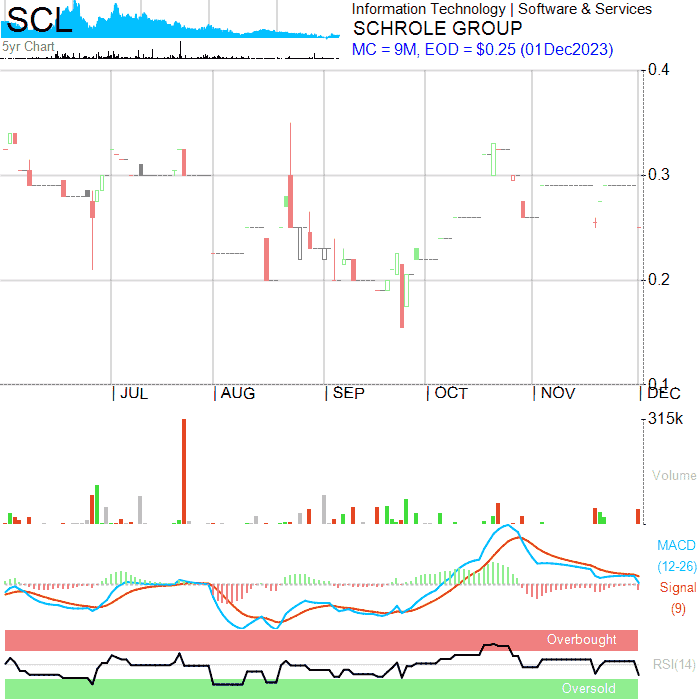 SCL
5yr Chart
Information Technology | Software & Services
SCHROLE GROUP
MC = 9M, EOD = $0.25 (01Dec2023)
0.4
0.3
0.2
0.1
| JUL | AUG | SEP | OCT | NOV | DEC
315k
Volume
MACD
(12-26)
Signal
(9)
Overbought
RSI(14)
Oversold